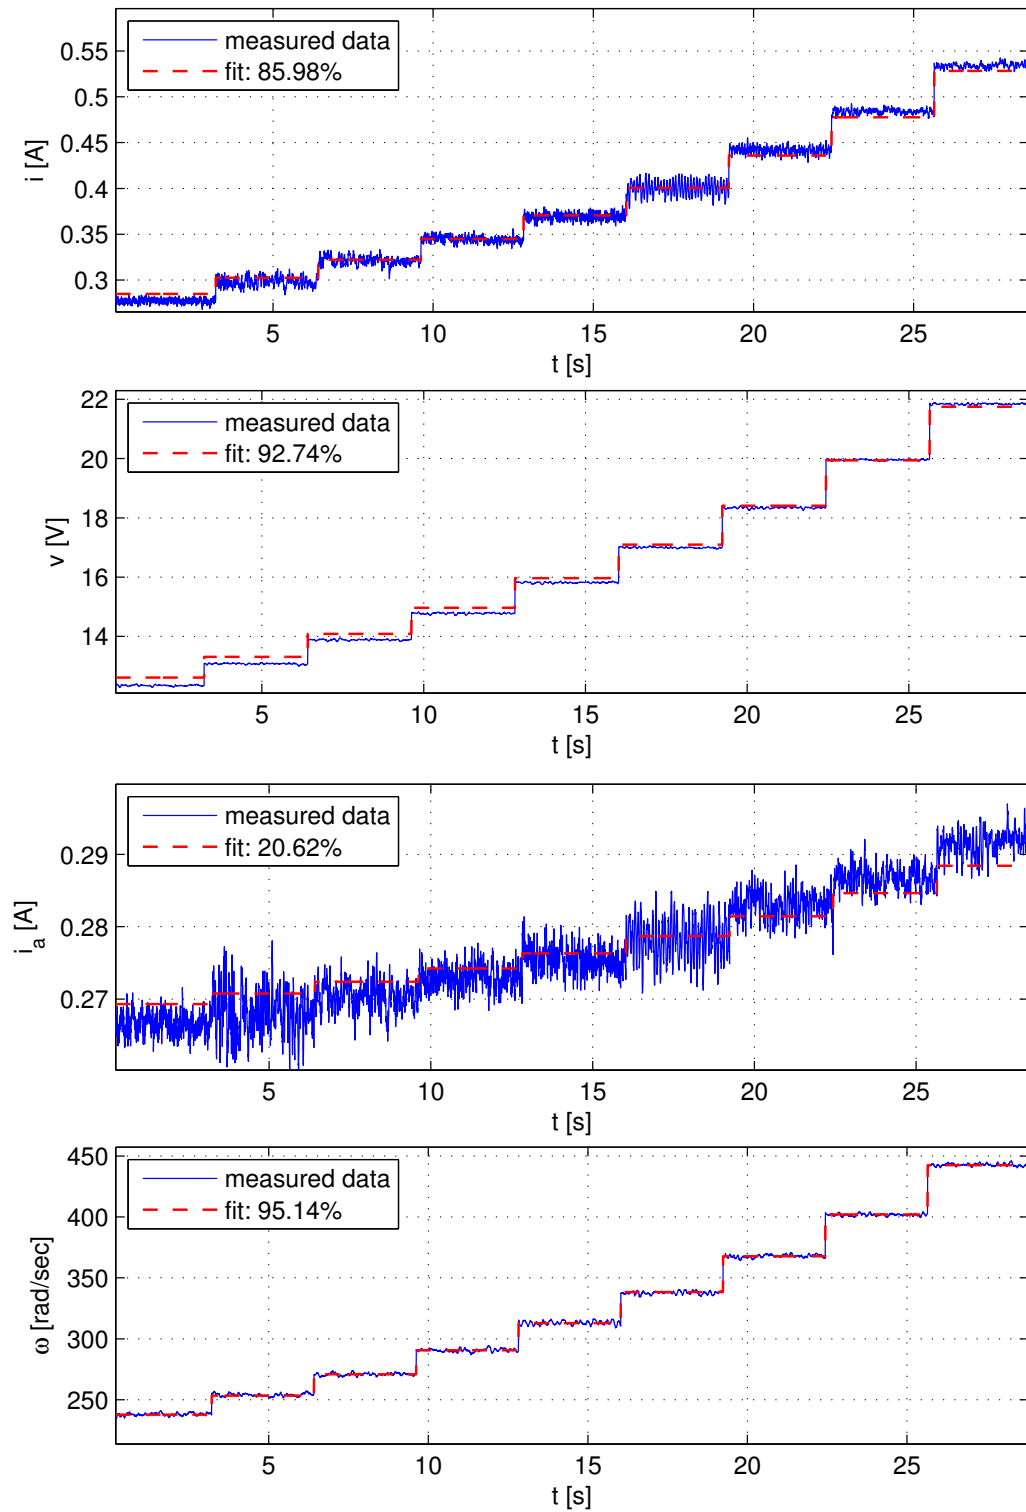 measured data
fit: 85.98%
0.55
0.5
0.45
0.4
0.35
0.3
i [A]
5 10 15 20 25
t [s]
measured data
fit: 92.74%
22
20
18
16
14
v [V]
5 10 15 20 25
t [s]
measured data
fit: 20.62%
0.29
0.28
0.27
i_a [A]
5 10 15 20 25
t [s]
measured data
fit: 95.14%
450
400
350
300
250
ω [rad/sec]
5 10 15 20 25
t [s]